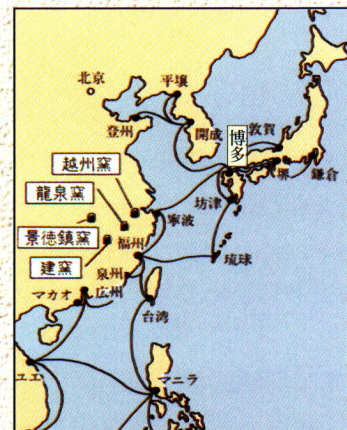 北京
平壌
登州
開成
博多
敦賀
堺
鎌倉
越州窯
龍泉窯
景徳鎮窯
建窯
坊津
寧波
福州
琉球
泉州
広州
マカオ
台湾
ユエ
マニラ